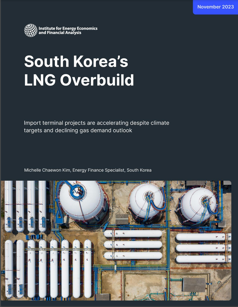 November 2023
Institute for Energy Economics
and Financial Analysis
South Korea's
LNG Overbuild
Import terminal projects are accelerating despite climate
targets and declining gas demand outlook
Michelle Chaewon Kim, Energy Finance Specialist, South Korea